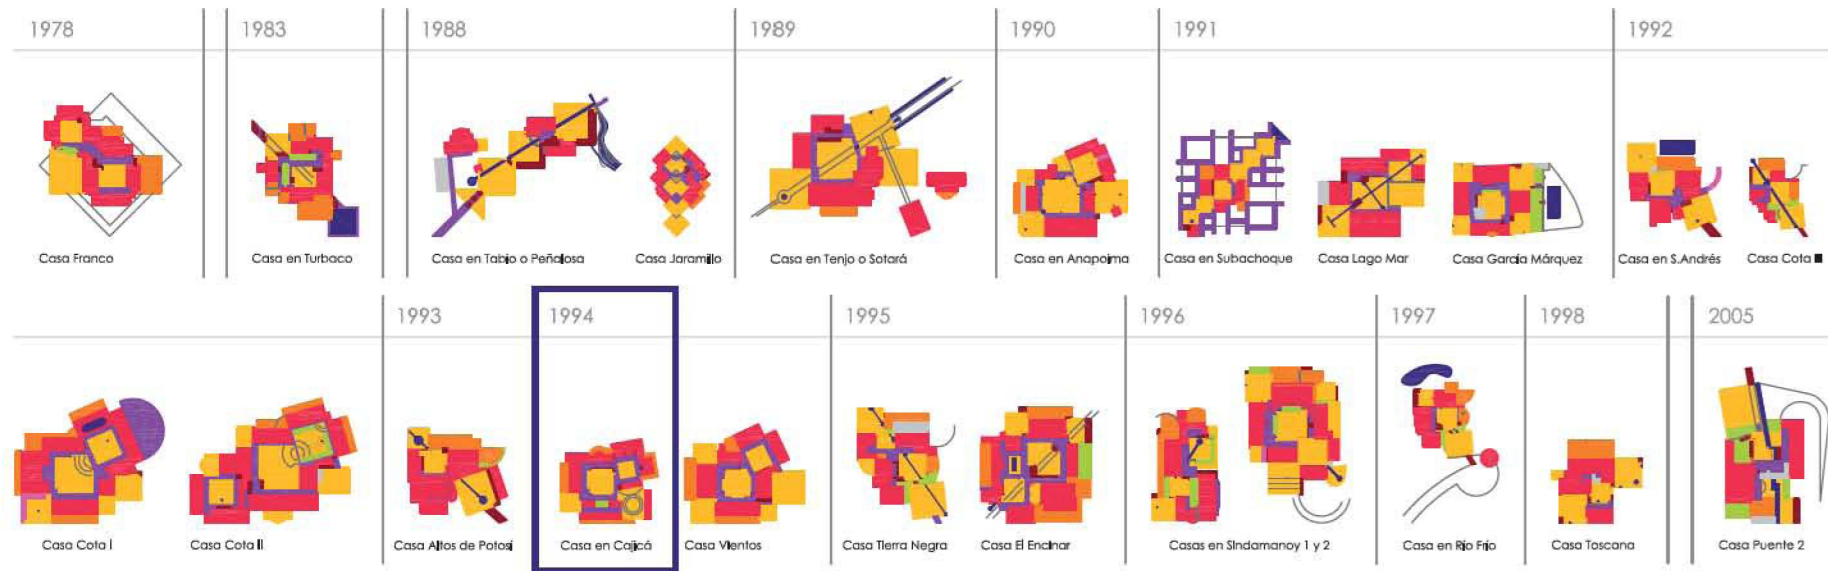 1978 1983 1988 1989 1990 1991 1992
Casa Franco Casa en Turbaco Casa en Tabio o Peñalosa Casa Jaramillo Casa en Tenjo o Sotará Casa en Anapoima Casa en Subachoque Casa Lago Mar Casa García Márquez Casa en S.Andrés Casa Cota III
1993 1994 1995 1996 1997 1998 2005
Casa Cota I Casa Cota II Casa Altos de Potosí Casa en Cajicá Casa Vientos Casa Tierra Negra Casa El Encinar Casas en Sindamanoy 1 y 2 Casa en Río Frío Casa Toscana Casa Puente 2